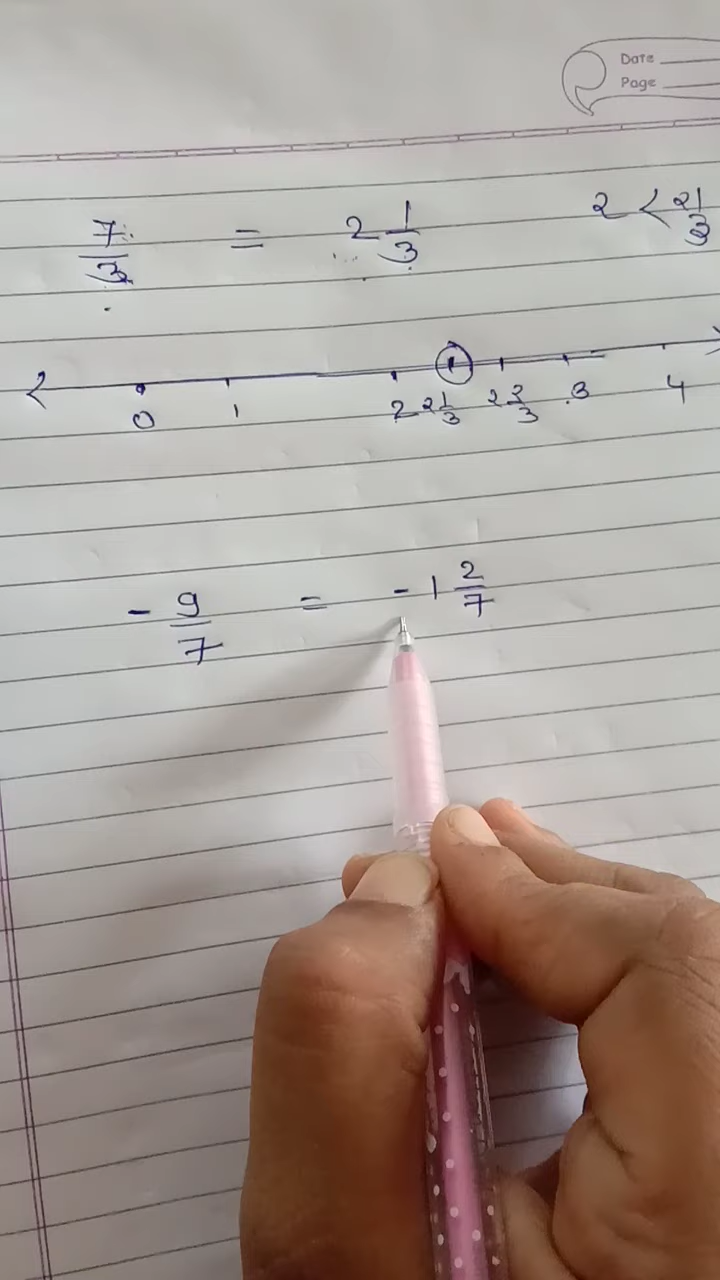 Date
Page
7/3 = 2 1/3 2 < 2 1/3
0 1 2 2 1/3 2 2/3 3 4
- 9/7 = -1 2/7